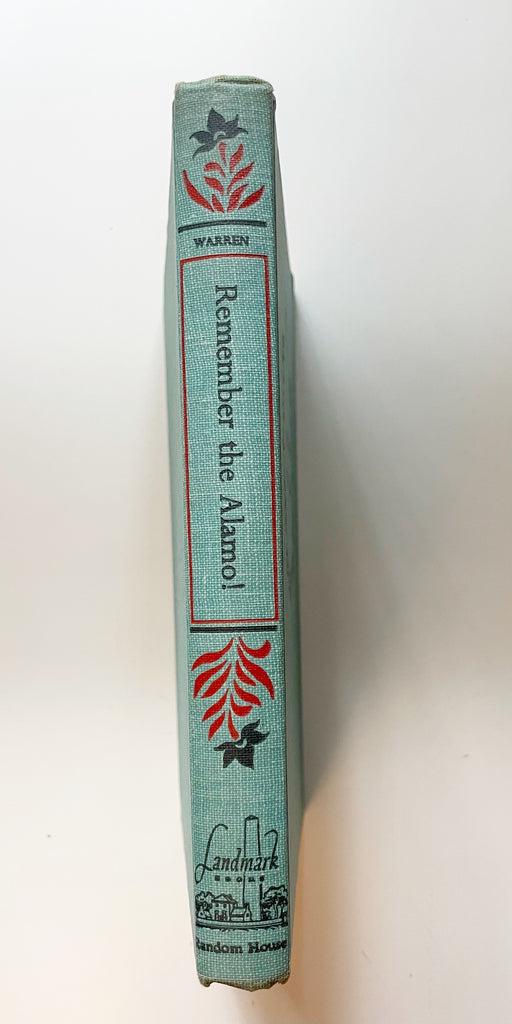 WARREN
Remember the Alamo!
Landmark
BOOKS
Random House